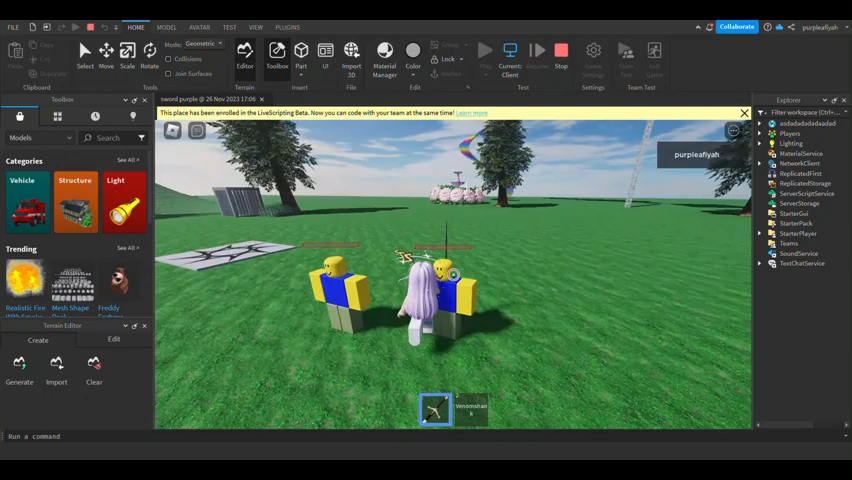 FILE
HOME
MODEL
AVATAR
TEST
VIEW
PLUGINS
Collaborate
purpleafiyah
Paste
Copy
Cut
Duplicate
Clipboard
Select
Move
Scale
Rotate
Mode: Geometric
Collisions
Join Surfaces
Tools
Editor
Terrain
Toolbox
Part
UI
Insert
Import
3D
File
Material
Manager
Color
Group
Lock
Anchor
Edit
Play
Current:
Client
Resume
Stop
Test
Game
Settings
Settings
Team
Test
Exit
Game
Team Test
Toolbox
sword purple @ 26 Nov 2023 17:06
Explorer
This place has been enrolled in the LiveScripting Beta. Now you can code with your team at the same time! Learn more
Models
Search
Categories
See All >
Vehicle
Structure
Light
Trending
See All >
Realistic Fire
Mesh Shape
Freddy
Terrain Editor
Create
Edit
Generate
Import
Clear
Run a command
purpleafiyah
2
Venomshan
k
Filter workspace (Ctrl+...
Players
Lighting
MaterialService
NetworkClient
ReplicatedFirst
ReplicatedStorage
ServerScriptService
ServerStorage
StarterGui
StarterPack
StarterPlayer
Teams
SoundService
TextChatService